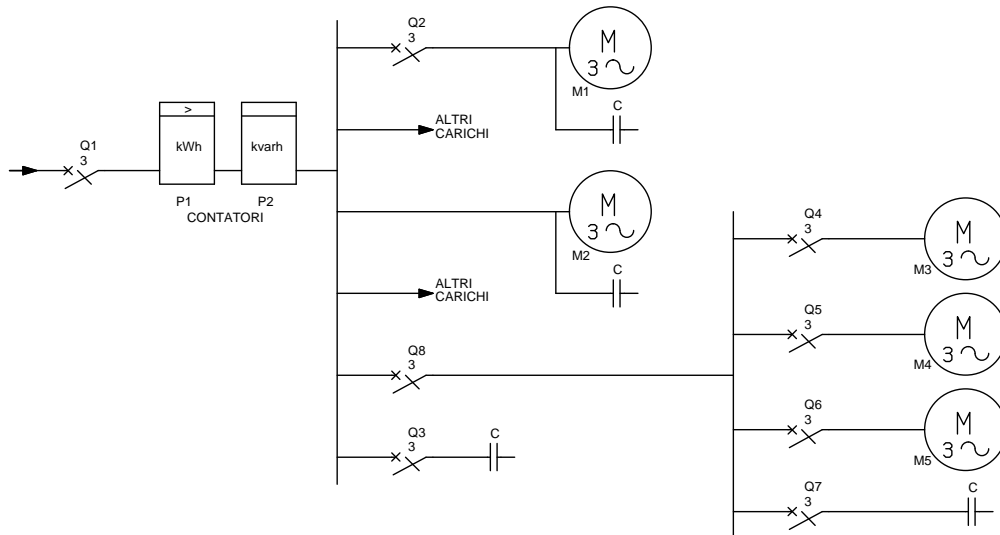 Q2
3
M
3
M1
C
ALTRI
CARICHI
Q1
3
>
kWh
kvarh
P1
P2
CONTATORI
M
3
M2
C
ALTRI
CARICHI
Q4
3
M
3
M3
Q5
3
M
3
M4
Q8
3
Q6
3
M
3
M5
Q3
3
C
Q7
3
C